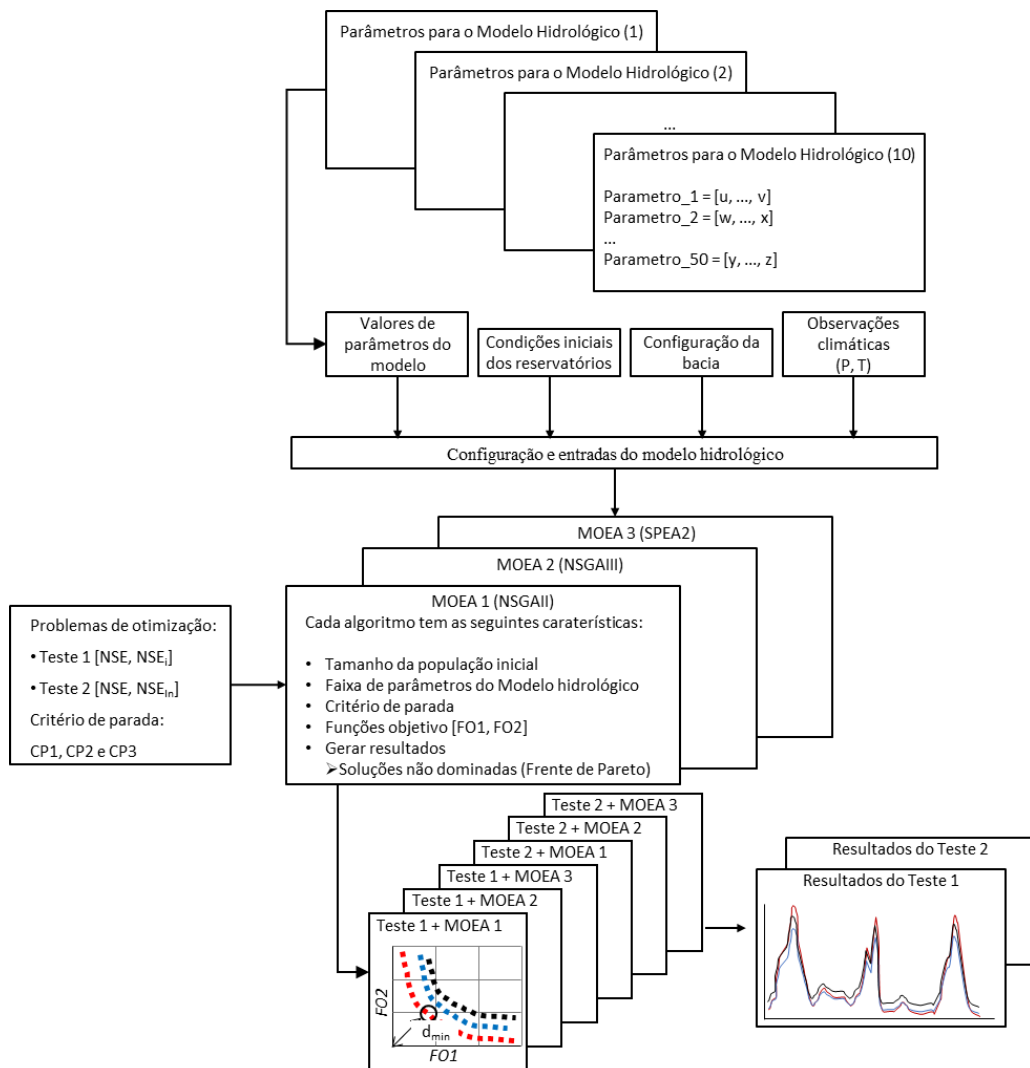 Parâmetros para o Modelo Hidrológico (1)
Parâmetros para o Modelo Hidrológico (2)
...
Parâmetros para o Modelo Hidrológico (10)
Parametro_1 = [u, ..., v]
Parametro_2 = [w, ..., x]
...
Parametro_50 = [y, ..., z]
Valores de
parâmetros do
modelo
Condições iniciais
dos reservatórios
Configuração da
bacia
Observações
climáticas
(P, T)
Configuração e entradas do modelo hidrológico
MOEA 3 (SPEA2)
MOEA 2 (NSGAIII)
MOEA 1 (NSGAII)
Cada algoritmo tem as seguintes caraterísticas:
• Tamanho da população inicial
• Faixa de parâmetros do Modelo hidrológico
• Critério de parada
• Funções objetivo [FO1, FO2]
• Gerar resultados
➢Soluções não dominadas (Frente de Pareto)
Problemas de otimização:
• Teste 1 [NSE, NSEi]
• Teste 2 [NSE, NSEln]
Critério de parada:
CP1, CP2 e CP3
Teste 2 + MOEA 3
Teste 2 + MOEA 2
Teste 2 + MOEA 1
Teste 1 + MOEA 3
Teste 1 + MOEA 2
Teste 1 + MOEA 1
FO2
dmin
FO1
Resultados do Teste 2
Resultados do Teste 1